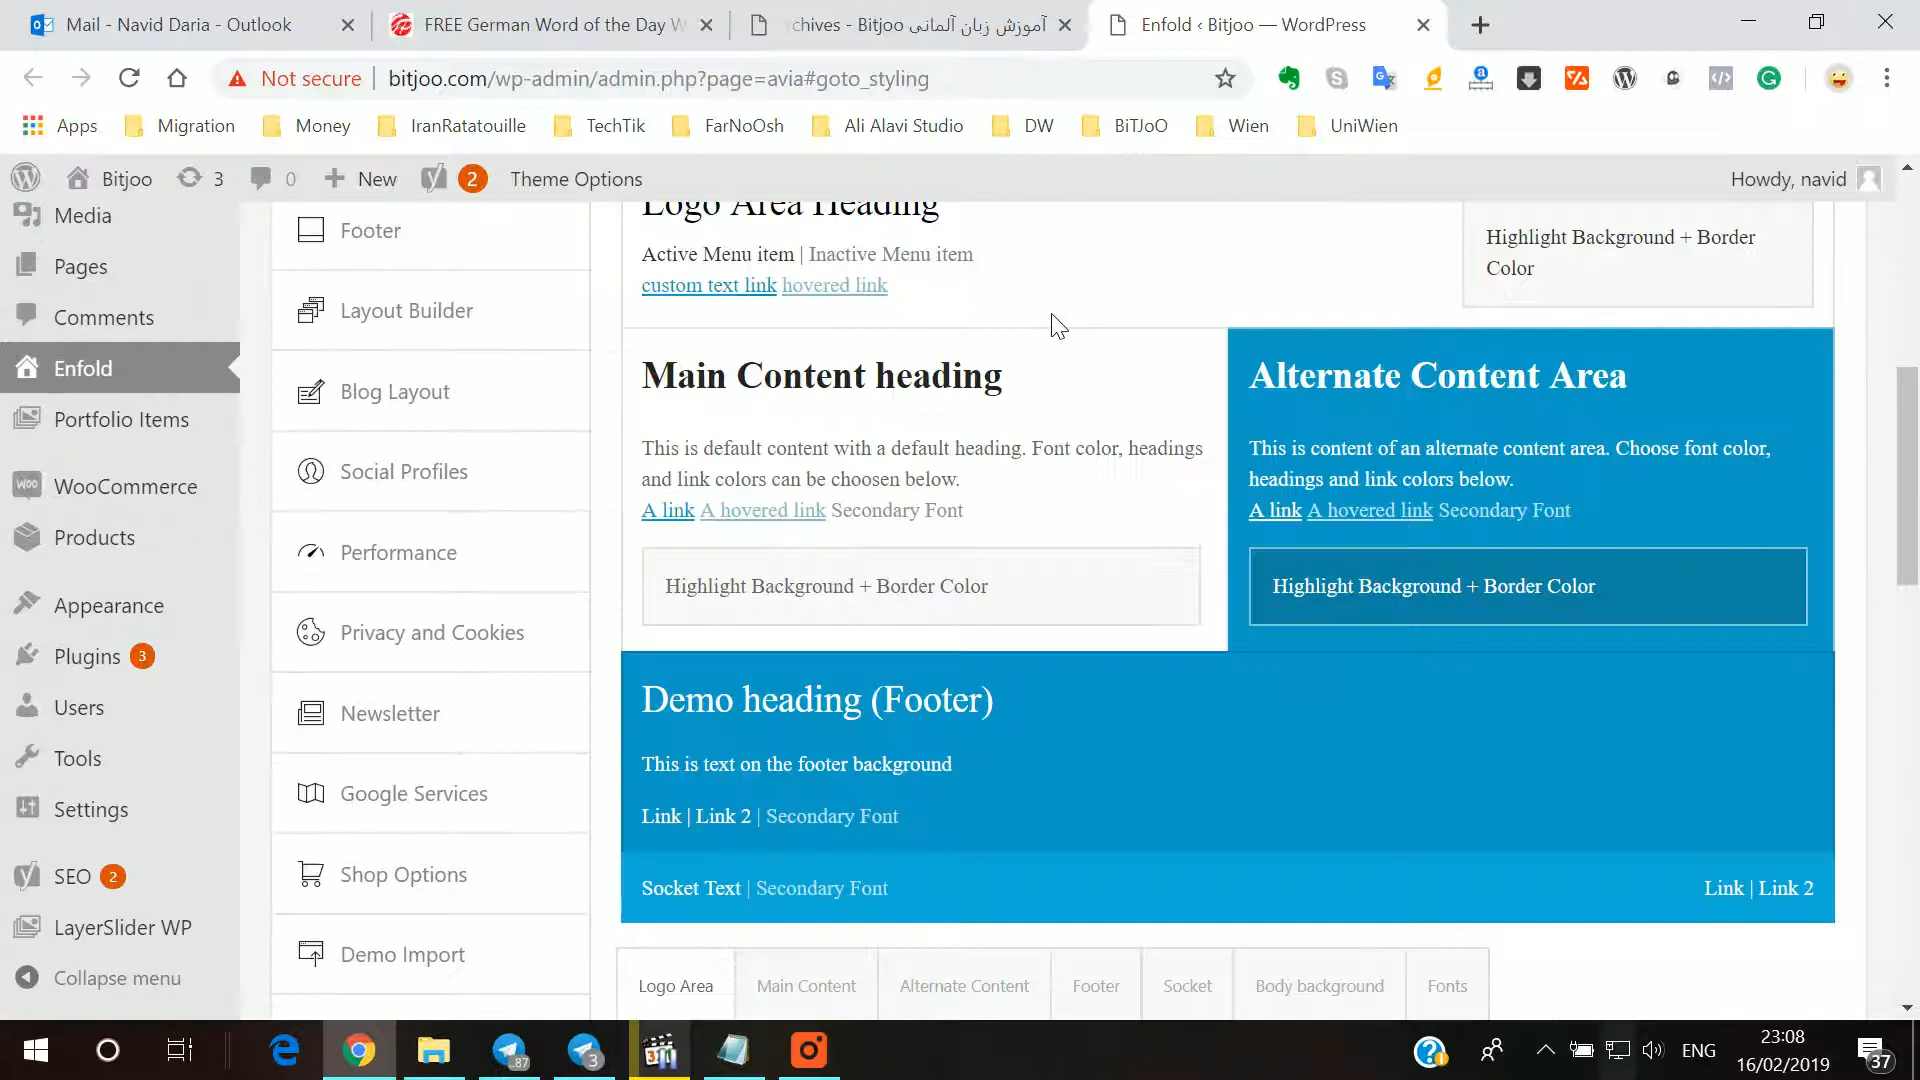 Mail - Navid Daria - Outlook
FREE German Word of the Day W
آموزش زبان آلمانی chives - Bitjoo
Enfold ‹ Bitjoo — WordPress
Not secure
bitjoo.com/wp-admin/admin.php?page=avia#goto_styling
Apps
Migration
Money
IranRatatouille
TechTik
FarNoOsh
Ali Alavi Studio
DW
BiTJoO
Wien
UniWien
Bitjoo
3
0
New
2
Theme Options
Howdy, navid
Media
Pages
Comments
Enfold
Portfolio Items
WooCommerce
Products
Appearance
Plugins 3
Users
Tools
Settings
SEO 2
LayerSlider WP
Collapse menu
Footer
Layout Builder
Blog Layout
Social Profiles
Performance
Privacy and Cookies
Newsletter
Google Services
Shop Options
Demo Import
Logo Area Heading
Active Menu item | Inactive Menu item
custom text link hovered link
Highlight Background + Border
Color
Main Content heading
This is default content with a default heading. Font color, headings
and link colors can be choosen below.
A link A hovered link Secondary Font
Highlight Background + Border Color
Alternate Content Area
This is content of an alternate content area. Choose font color,
headings and link colors below.
A link A hovered link Secondary Font
Highlight Background + Border Color
Demo heading (Footer)
This is text on the footer background
Link | Link 2 | Secondary Font
Socket Text | Secondary Font
Link | Link 2
Logo Area
Main Content
Alternate Content
Footer
Socket
Body background
Fonts
87
3
ENG
23:08
16/02/2019
37